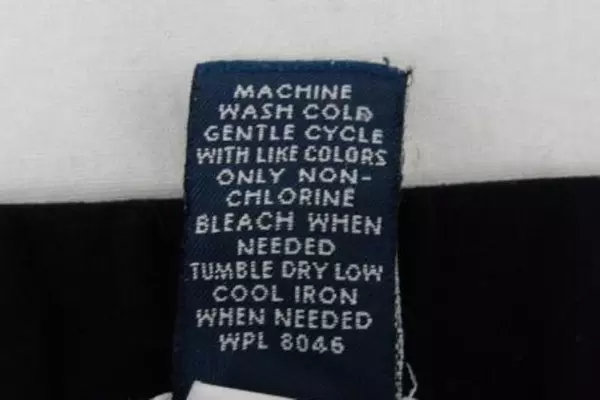 MACHINE
WASH COLD
GENTLE CYCLE
WITH LIKE COLORS
ONLY NON-
CHLORINE
BLEACH WHEN
NEEDED
TUMBLE DRY LOW
COOL IRON
WHEN NEEDED
WPL 8046